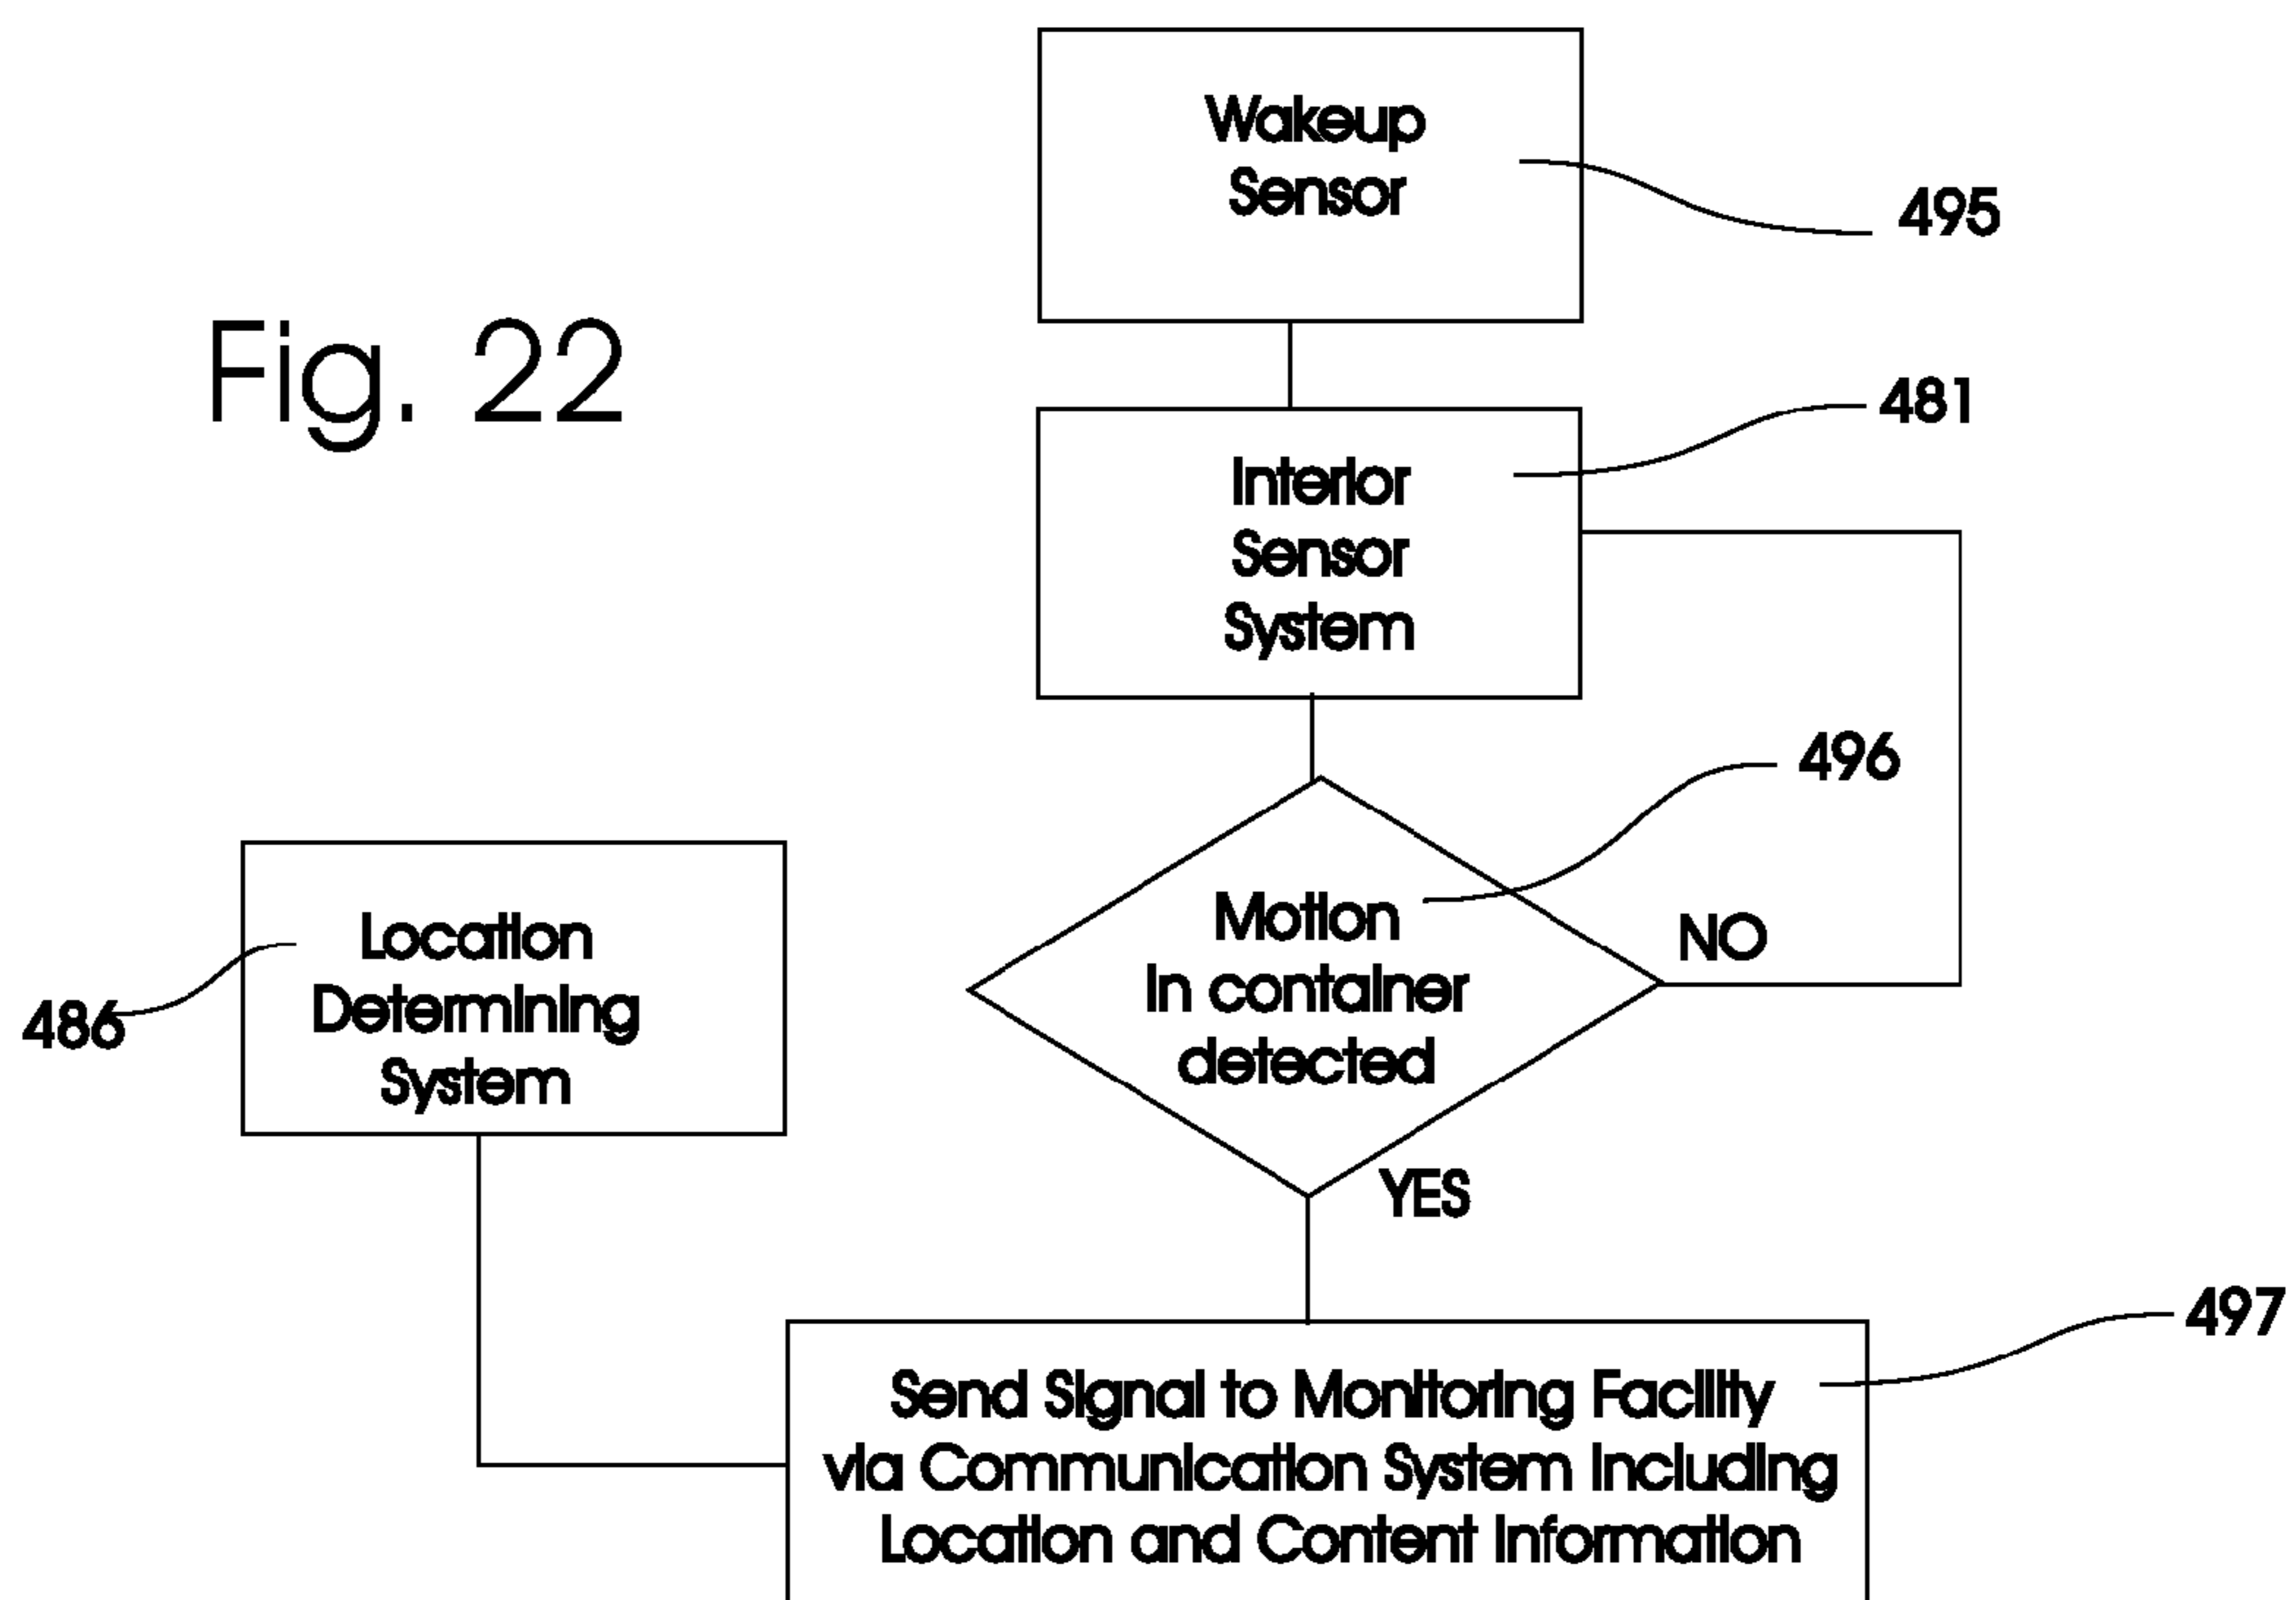 Fig. 22
Wakeup
Sensor
495
Interior
Sensor
System
481
Motion
In container
detected
496
NO
YES
Location
Determining
System
486
Send Signal to Monitoring Facility
via Communication System Including
Location and Content Information
497